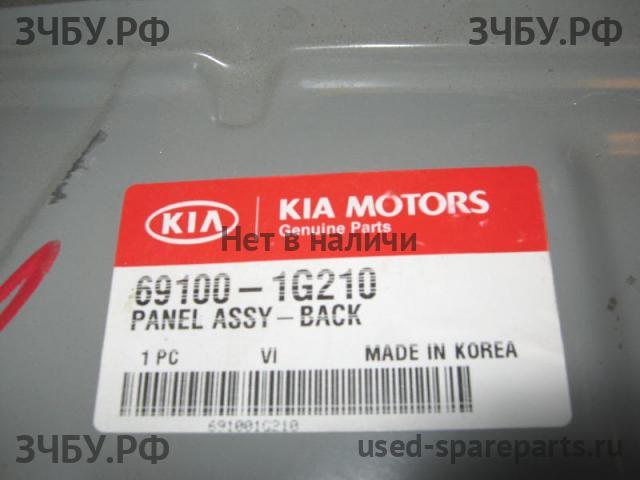 ЗЧБУ.РФ ЗЧБУ.РФ
KIA KIA MOTORS
Genuine Parts
Нет в наличи
69100-1G210
PANEL ASSY-BACK
1 PC VI MADE IN KOREA
691001G210
ЗЧБУ.РФ used-spareparts.ru